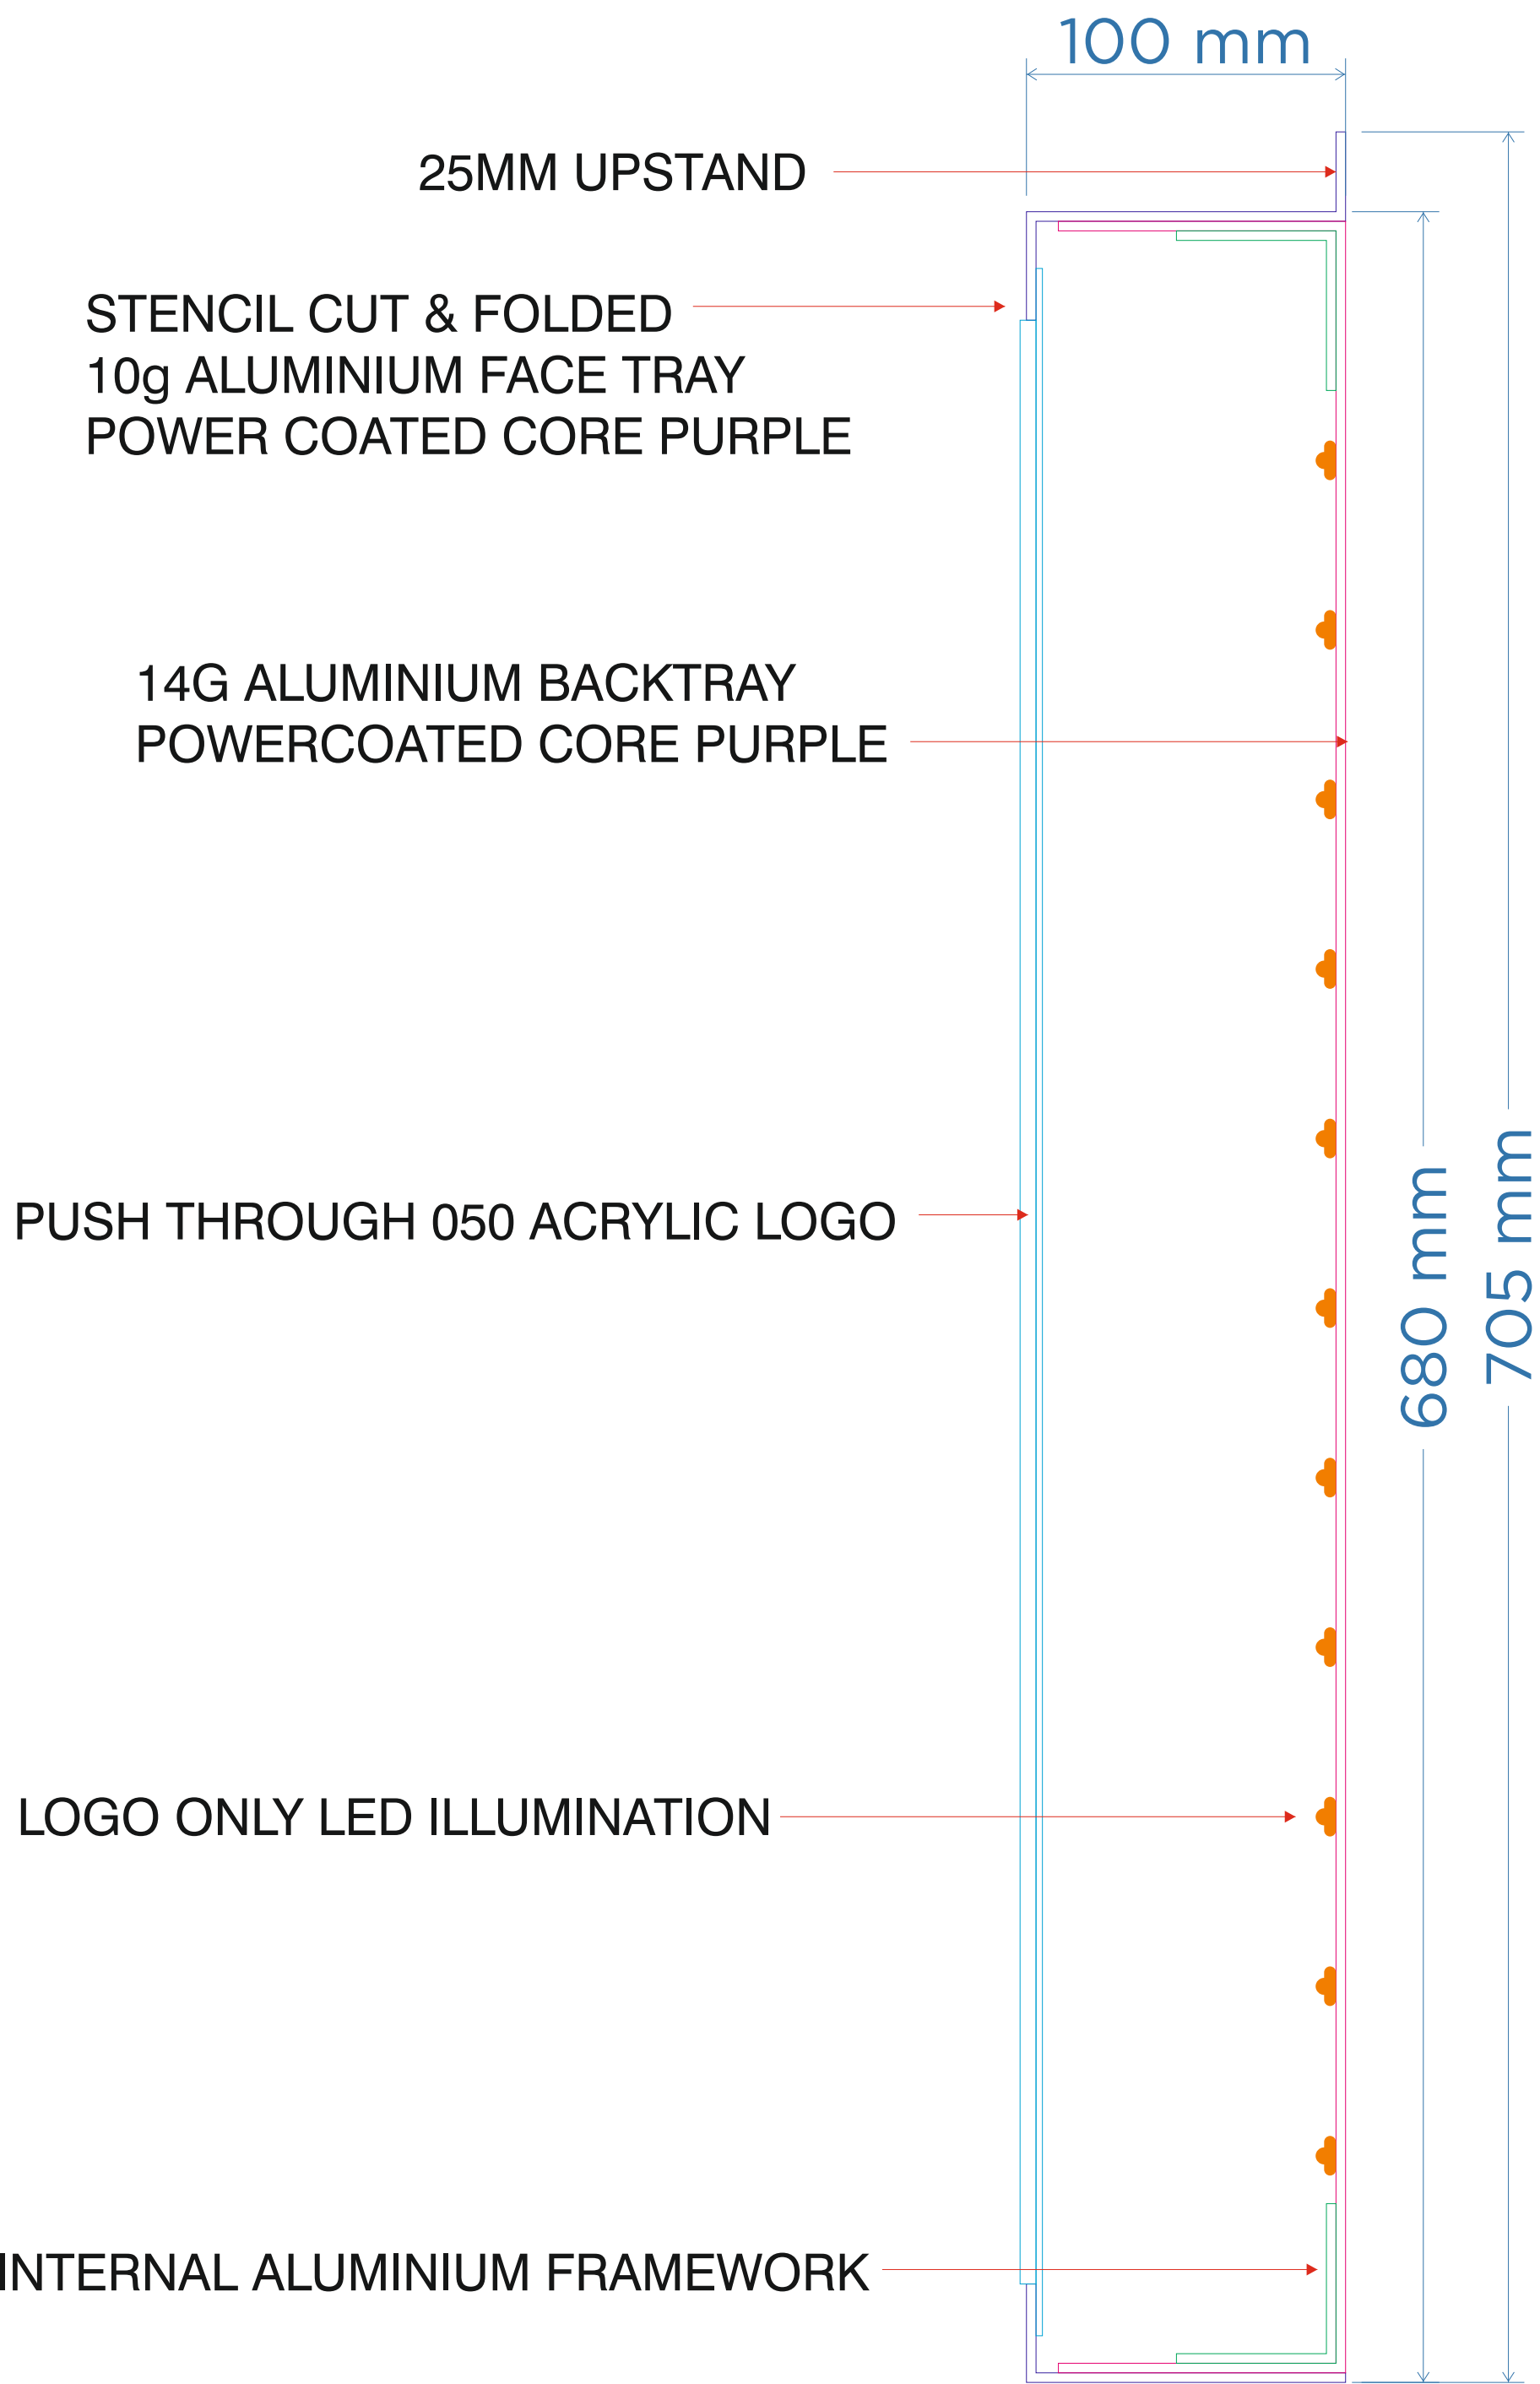 100 mm
25MM UPSTAND
STENCIL CUT & FOLDED
10g ALUMINIUM FACE TRAY
POWER COATED CORE PURPLE
14G ALUMINIUM BACKTRAY
POWERCOATED CORE PURPLE
PUSH THROUGH 050 ACRYLIC LOGO
680 mm
705 mm
LOGO ONLY LED ILLUMINATION
INTERNAL ALUMINIUM FRAMEWORK